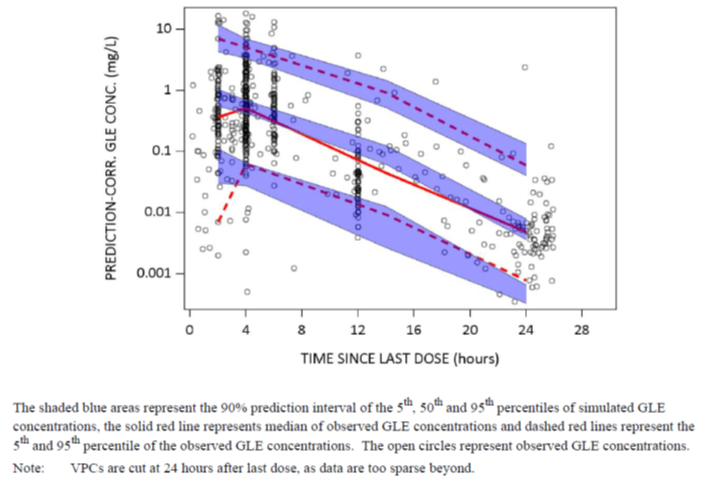 PREDICTION-CORR. GLE CONC. (mg/L)
10
1
0.1
0.01
0.001
0 4 8 12 16 20 24 28
TIME SINCE LAST DOSE (hours)
The shaded blue areas represent the 90% prediction interval of the 5th, 50th and 95th percentiles of simulated GLE
concentrations, the solid red line represents median of observed GLE concentrations and dashed red lines represent the
5th and 95th percentile of the observed GLE concentrations. The open circles represent observed GLE concentrations.
Note: VPCs are cut at 24 hours after last dose, as data are too sparse beyond.